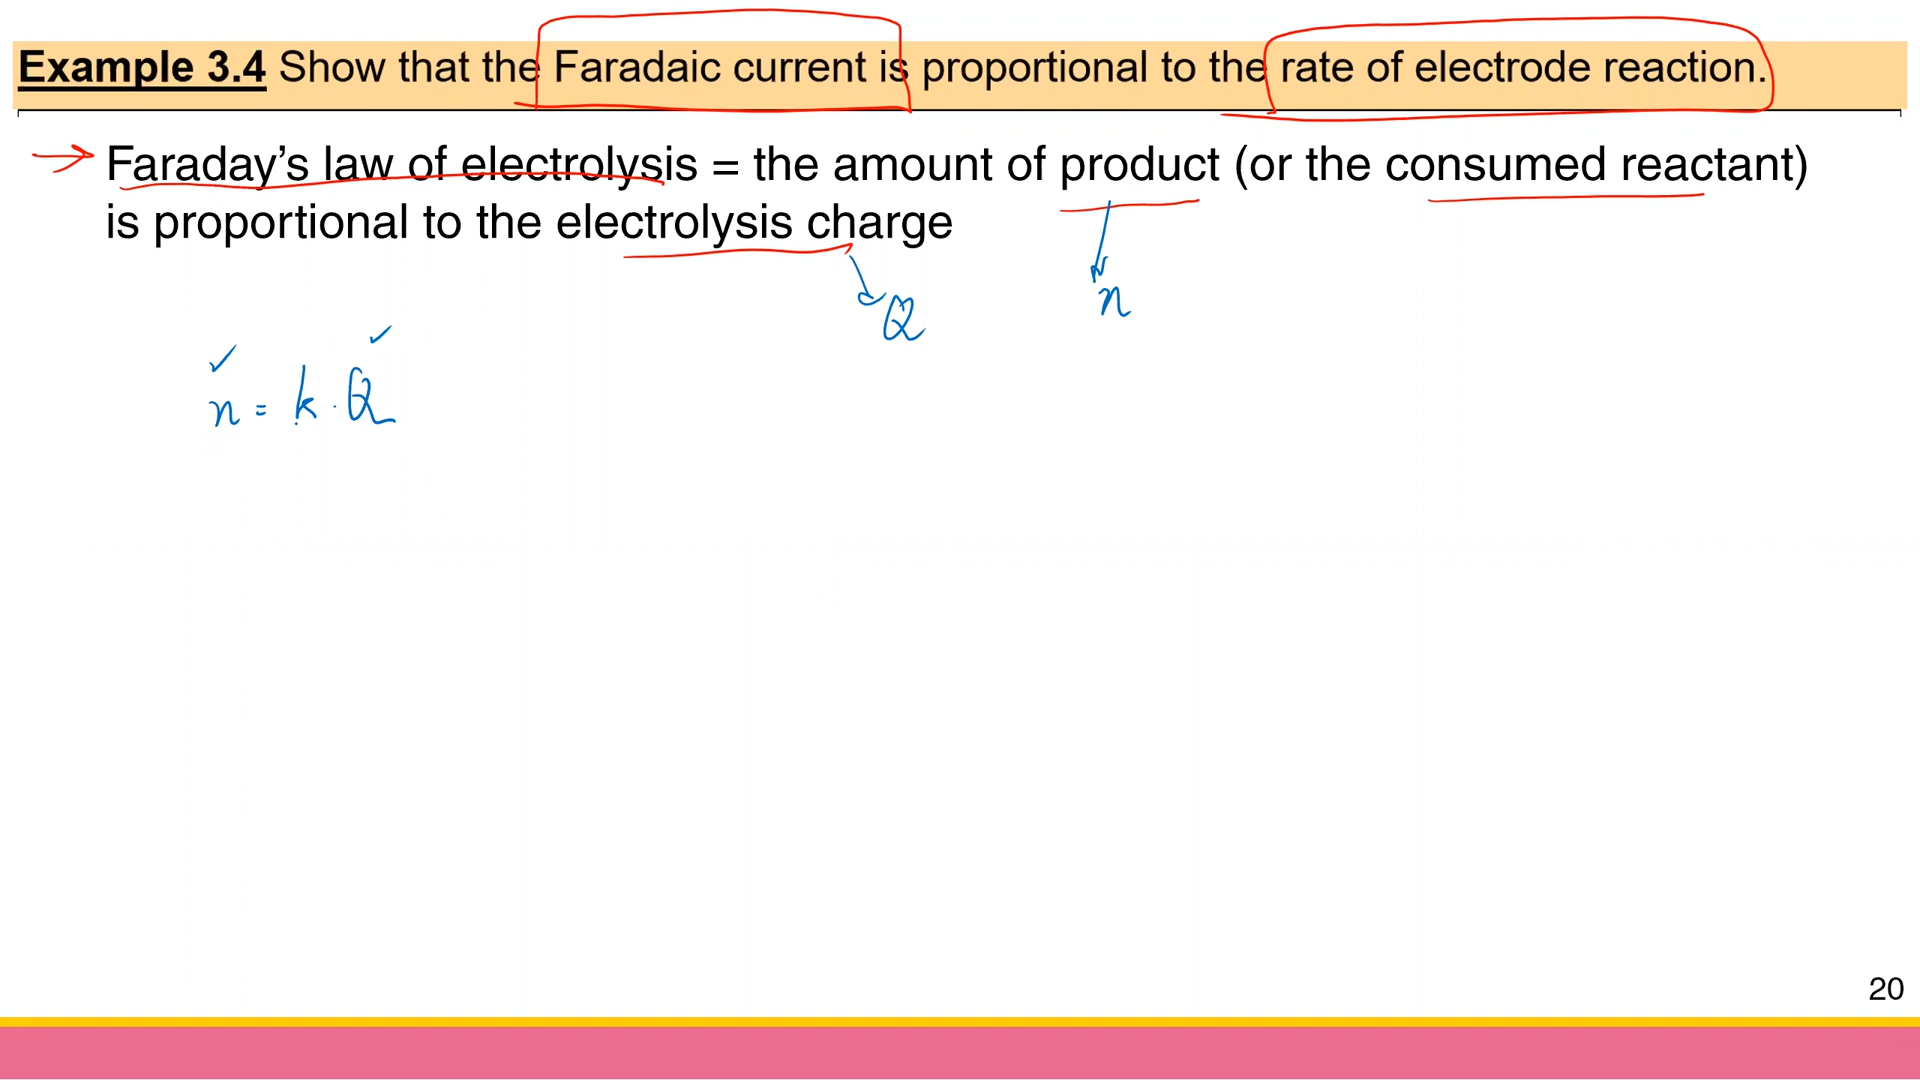 Example 3.4 Show that the Faradaic current is proportional to the rate of electrode reaction.
Faraday’s law of electrolysis = the amount of product (or the consumed reactant)
is proportional to the electrolysis charge
Q
n
n = k . Q
20